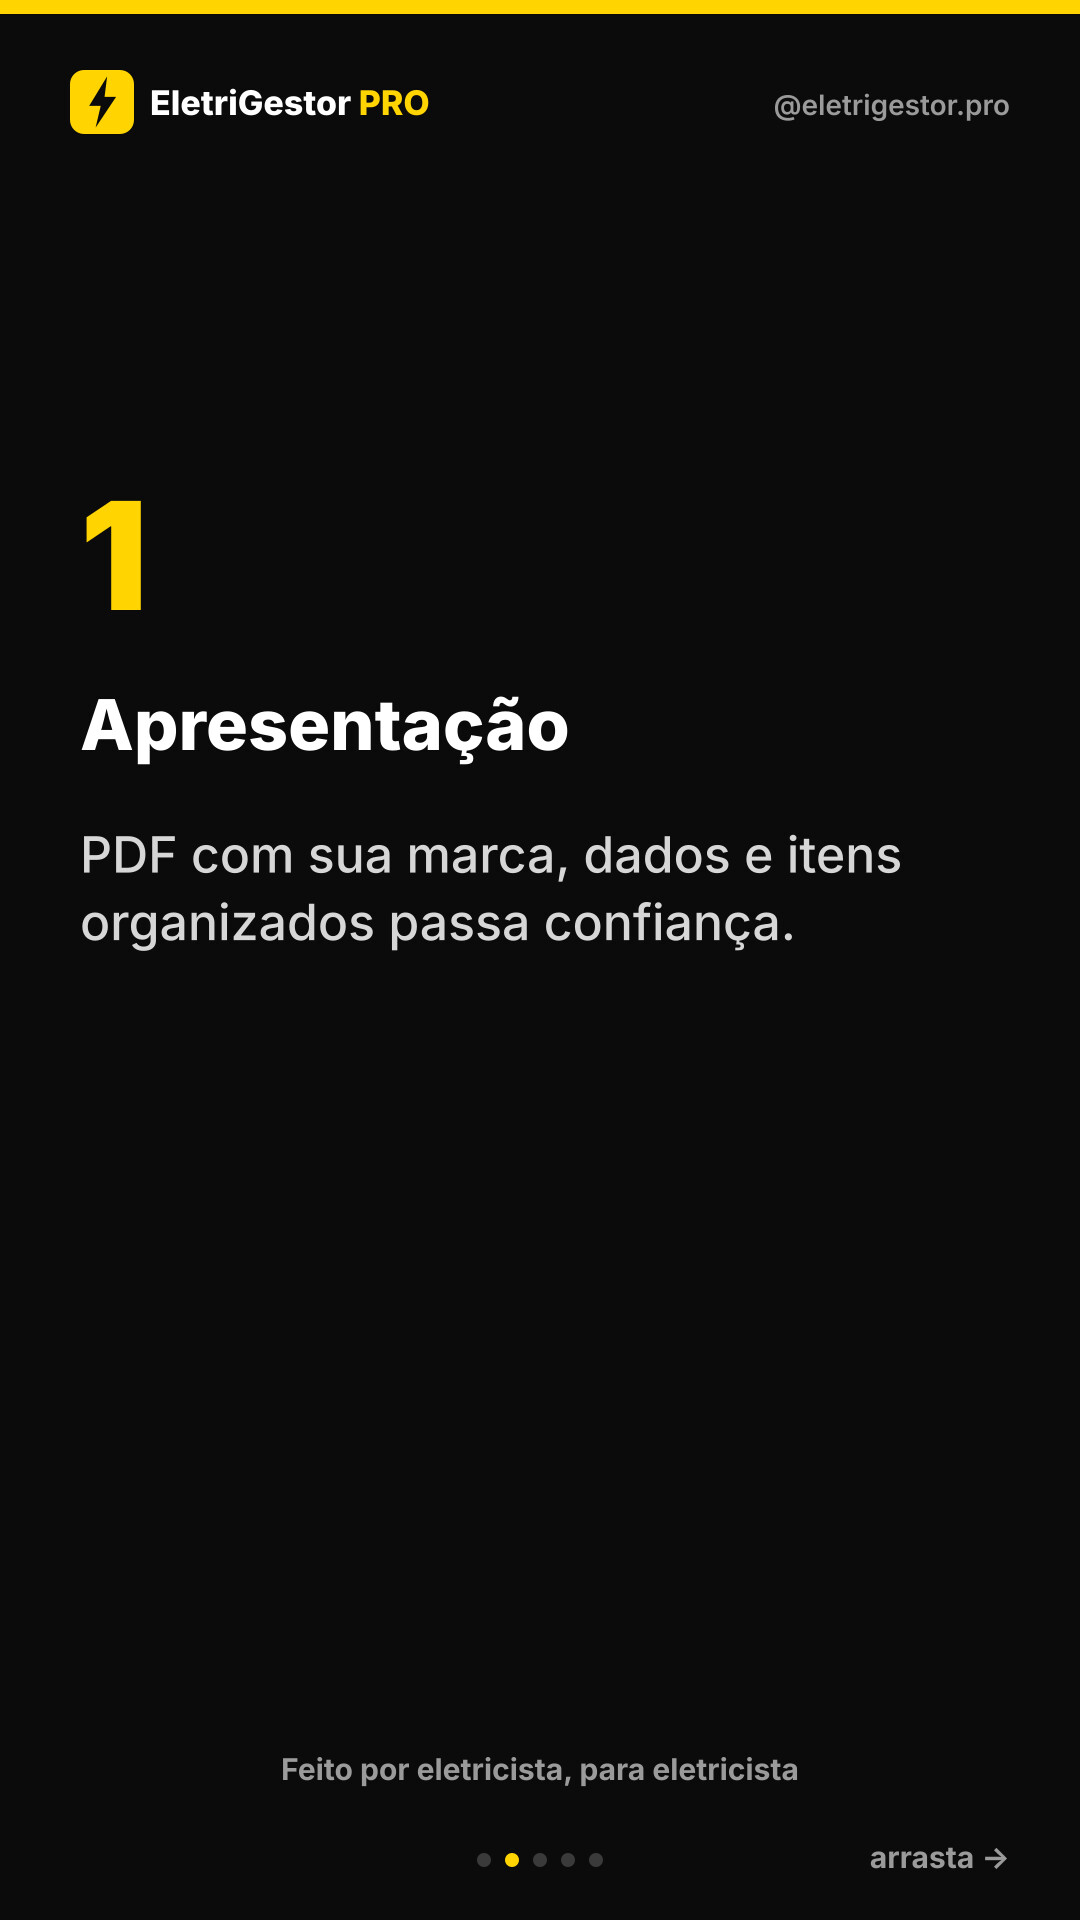 EletriGestor PRO
@eletrigestor.pro
1
Apresentação
PDF com sua marca, dados e itens
organizados passa confiança.
Feito por eletricista, para eletricista
arrasta →